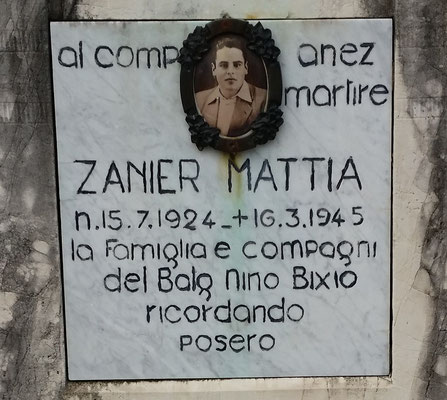 al comp anez
martire
ZANIER MATTIA
n.15.7.1924_+16.3.1945
la Famiglia e compagni
del Balg Nino Bixio
ricordando
posero